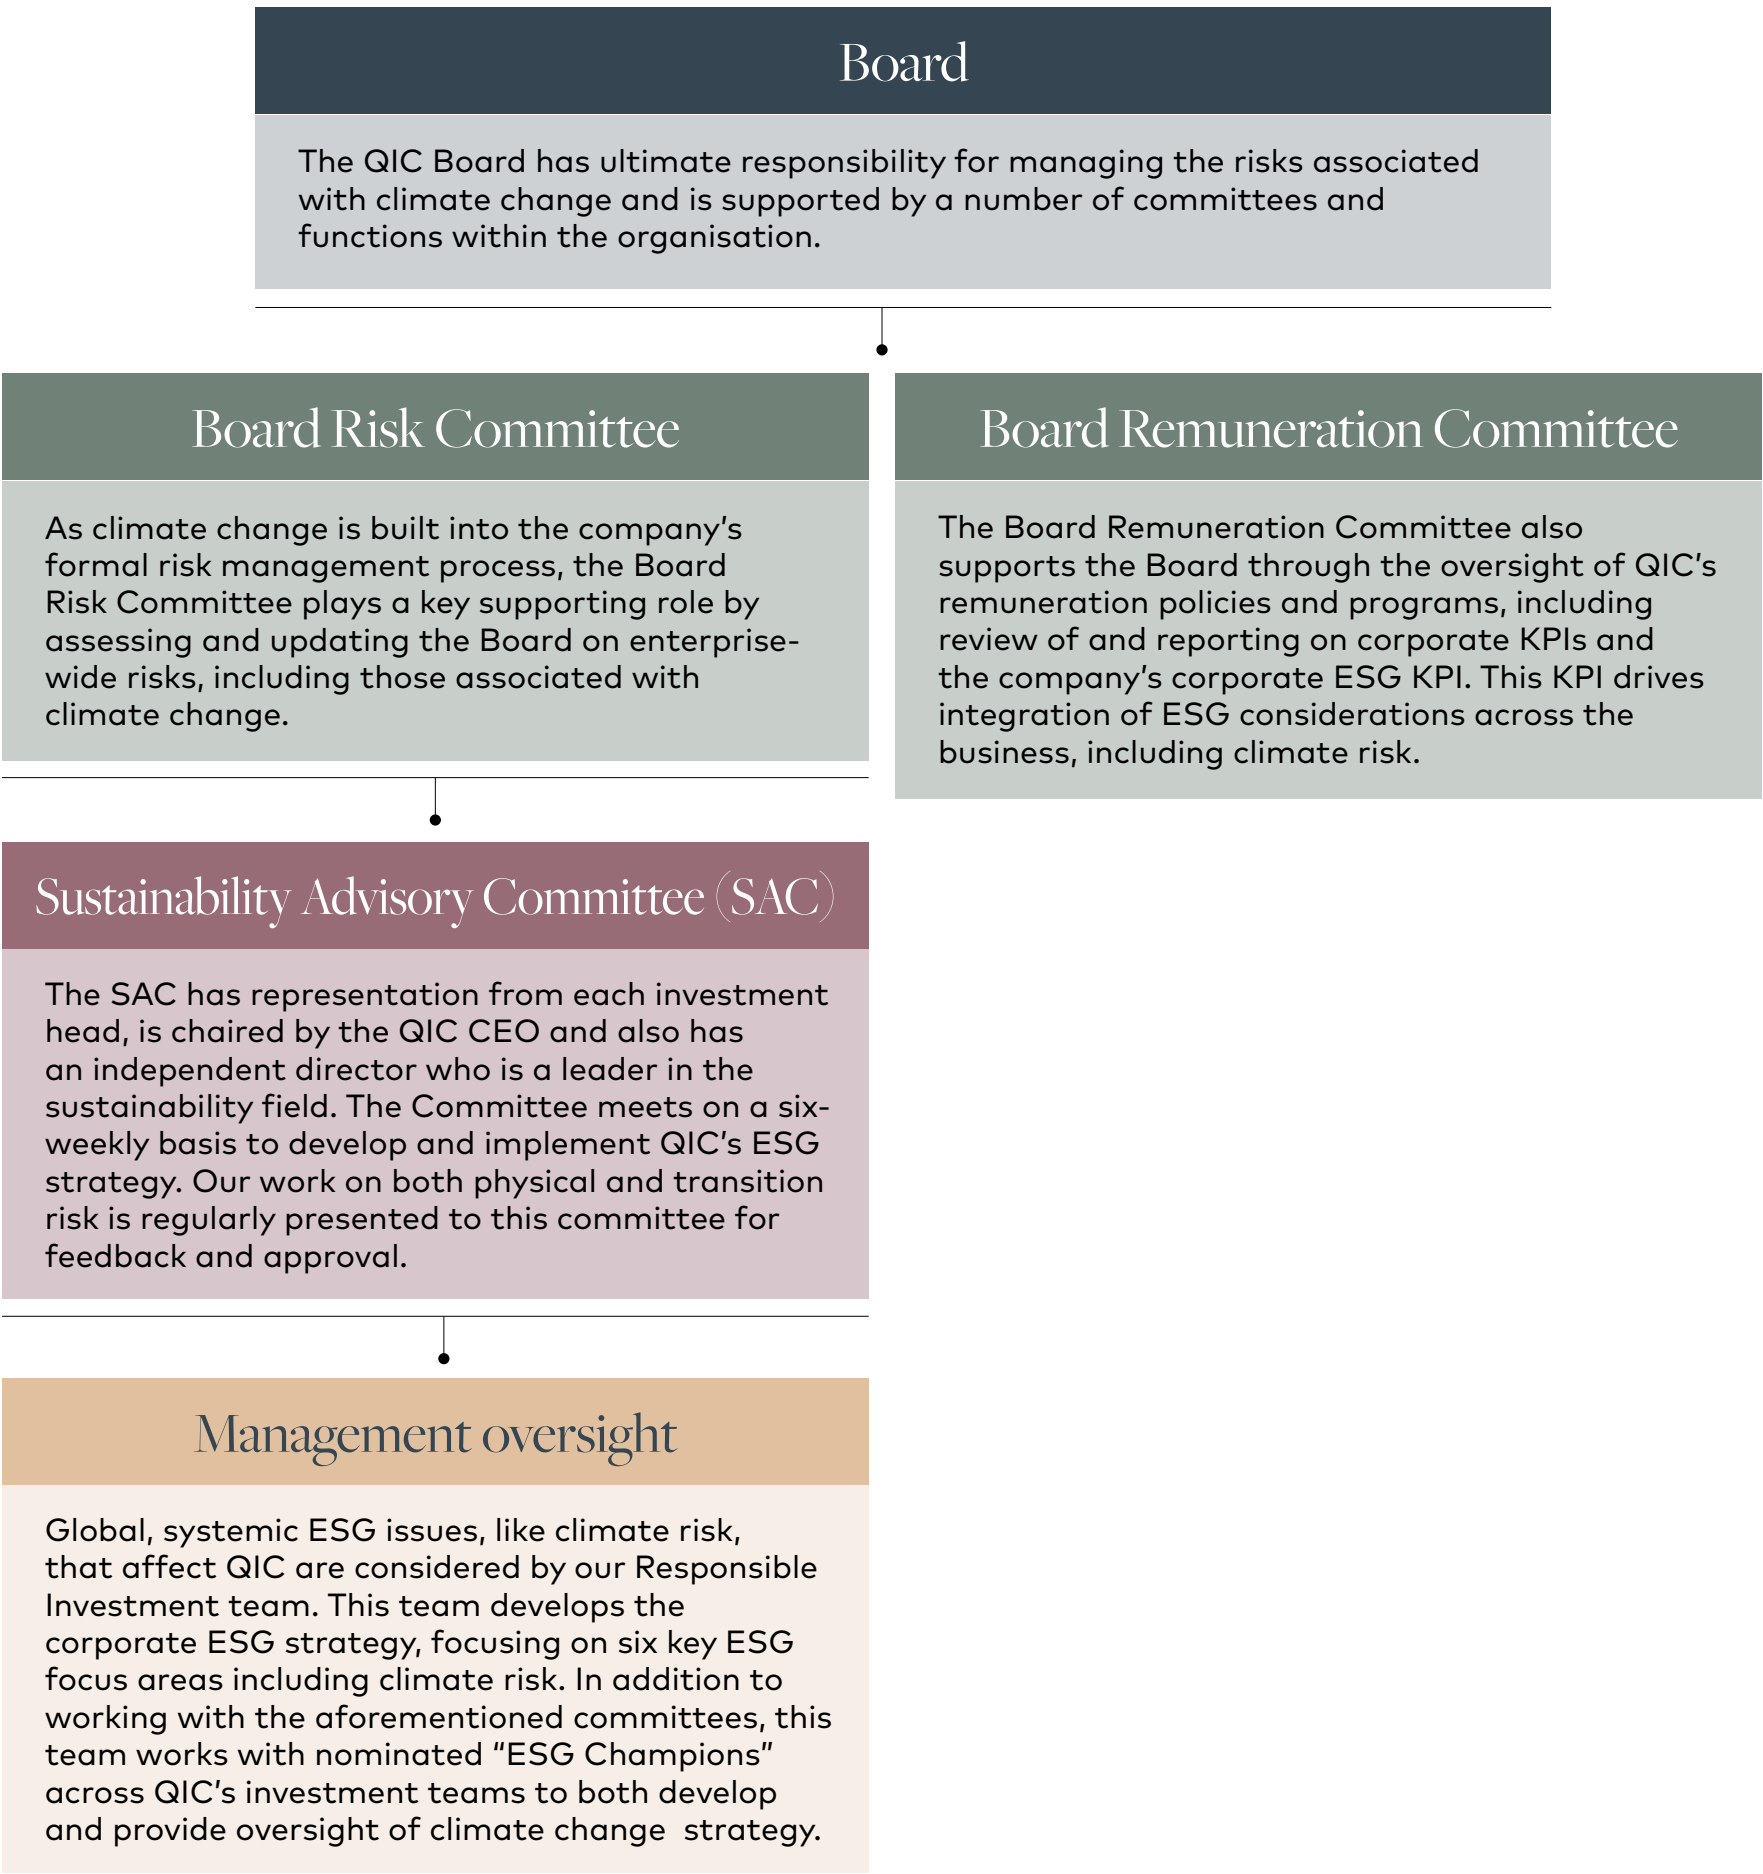 Board
The QIC Board has ultimate responsibility for managing the risks associated
with climate change and is supported by a number of committees and
functions within the organisation.
Board Risk Committee
As climate change is built into the company’s
formal risk management process, the Board
Risk Committee plays a key supporting role by
assessing and updating the Board on enterprise-
wide risks, including those associated with
climate change.
Board Remuneration Committee
The Board Remuneration Committee also
supports the Board through the oversight of QIC’s
remuneration policies and programs, including
review of and reporting on corporate KPIs and
the company’s corporate ESG KPI. This KPI drives
integration of ESG considerations across the
business, including climate risk.
Sustainability Advisory Committee (SAC)
The SAC has representation from each investment
head, is chaired by the QIC CEO and also has
an independent director who is a leader in the
sustainability field. The Committee meets on a six-
weekly basis to develop and implement QIC’s ESG
strategy. Our work on both physical and transition
risk is regularly presented to this committee for
feedback and approval.
Management oversight
Global, systemic ESG issues, like climate risk,
that affect QIC are considered by our Responsible
Investment team. This team develops the
corporate ESG strategy, focusing on six key ESG
focus areas including climate risk. In addition to
working with the aforementioned committees, this
team works with nominated “ESG Champions”
across QIC’s investment teams to both develop
and provide oversight of climate change  strategy.